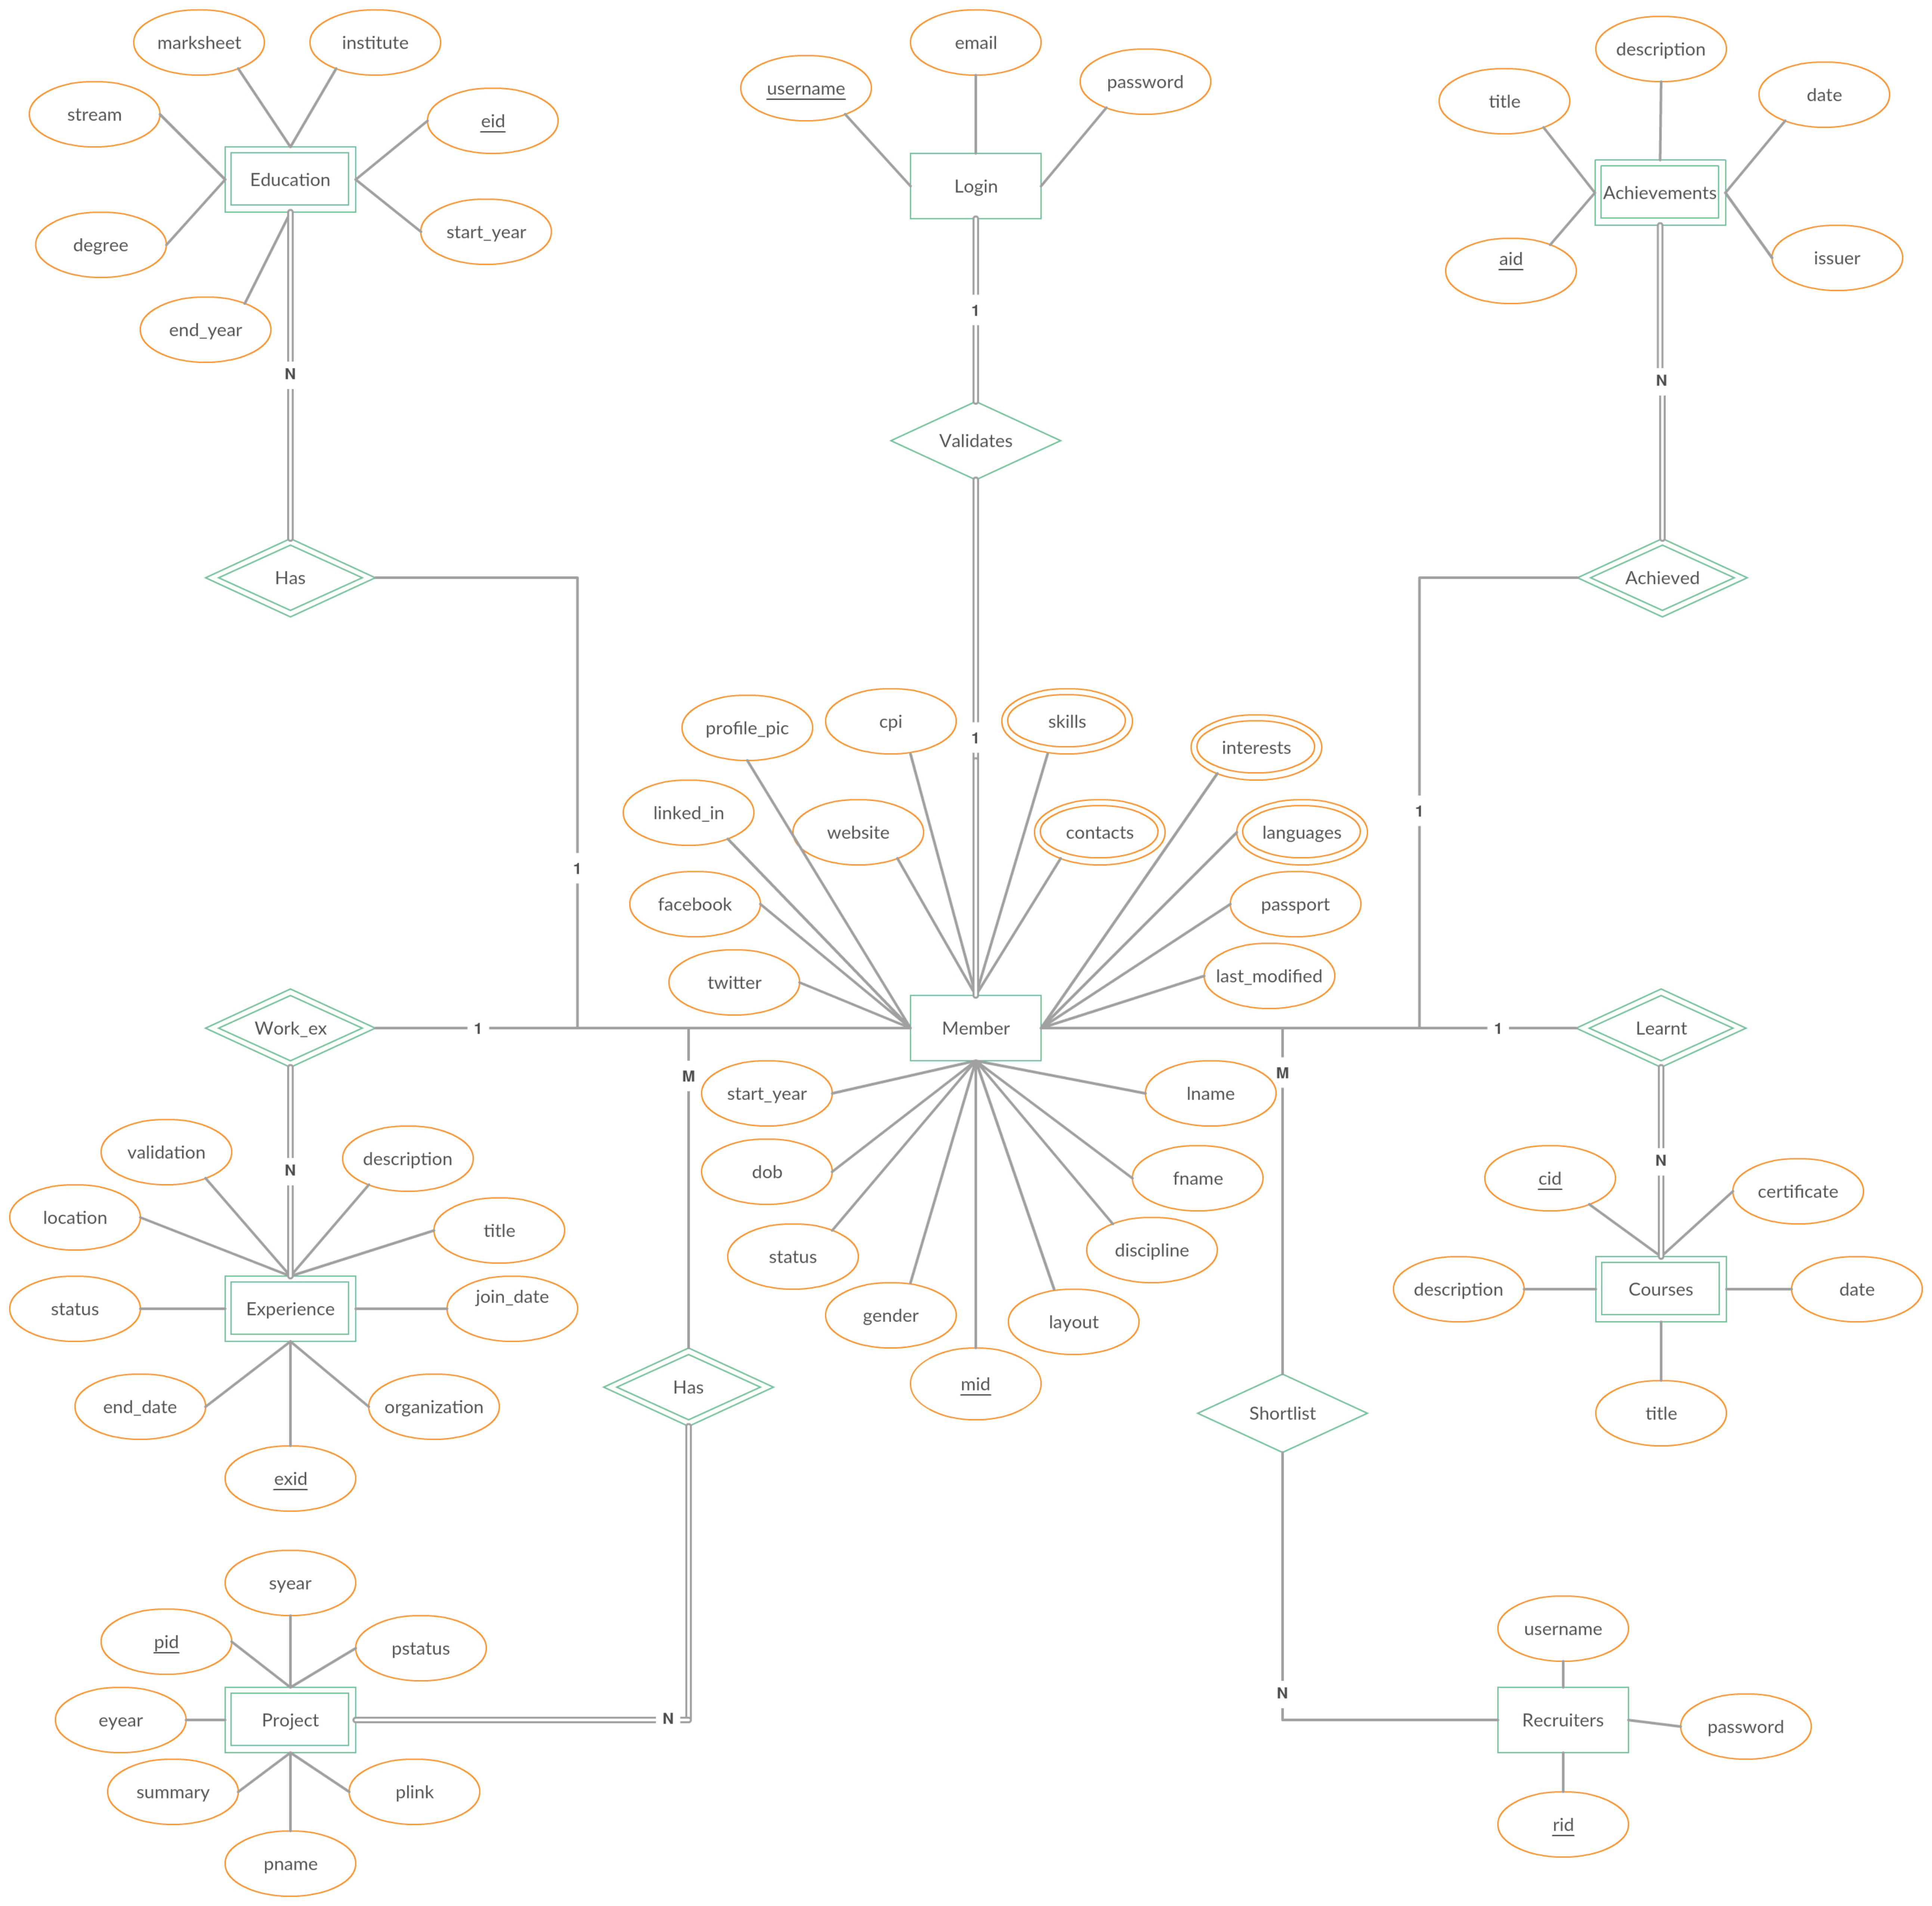 marksheet
institute
stream
eid
Education
degree
start_year
end_year
N
Has
1
email
username
password
Login
1
Validates
1
description
title
date
Achievements
aid
issuer
N
Achieved
1
profile_pic
cpi
skills
interests
linked_in
website
contacts
languages
facebook
passport
twitter
last_modified
Member
start_year
lname
dob
fname
status
discipline
gender
layout
mid
Work_ex
1
N
validation
description
location
title
status
Experience
join_date
end_date
organization
exid
M
Has
N
syear
pid
pstatus
eyear
Project
summary
plink
pname
1
Learnt
N
cid
certificate
description
Courses
date
title
M
Shortlist
N
username
Recruiters
password
rid